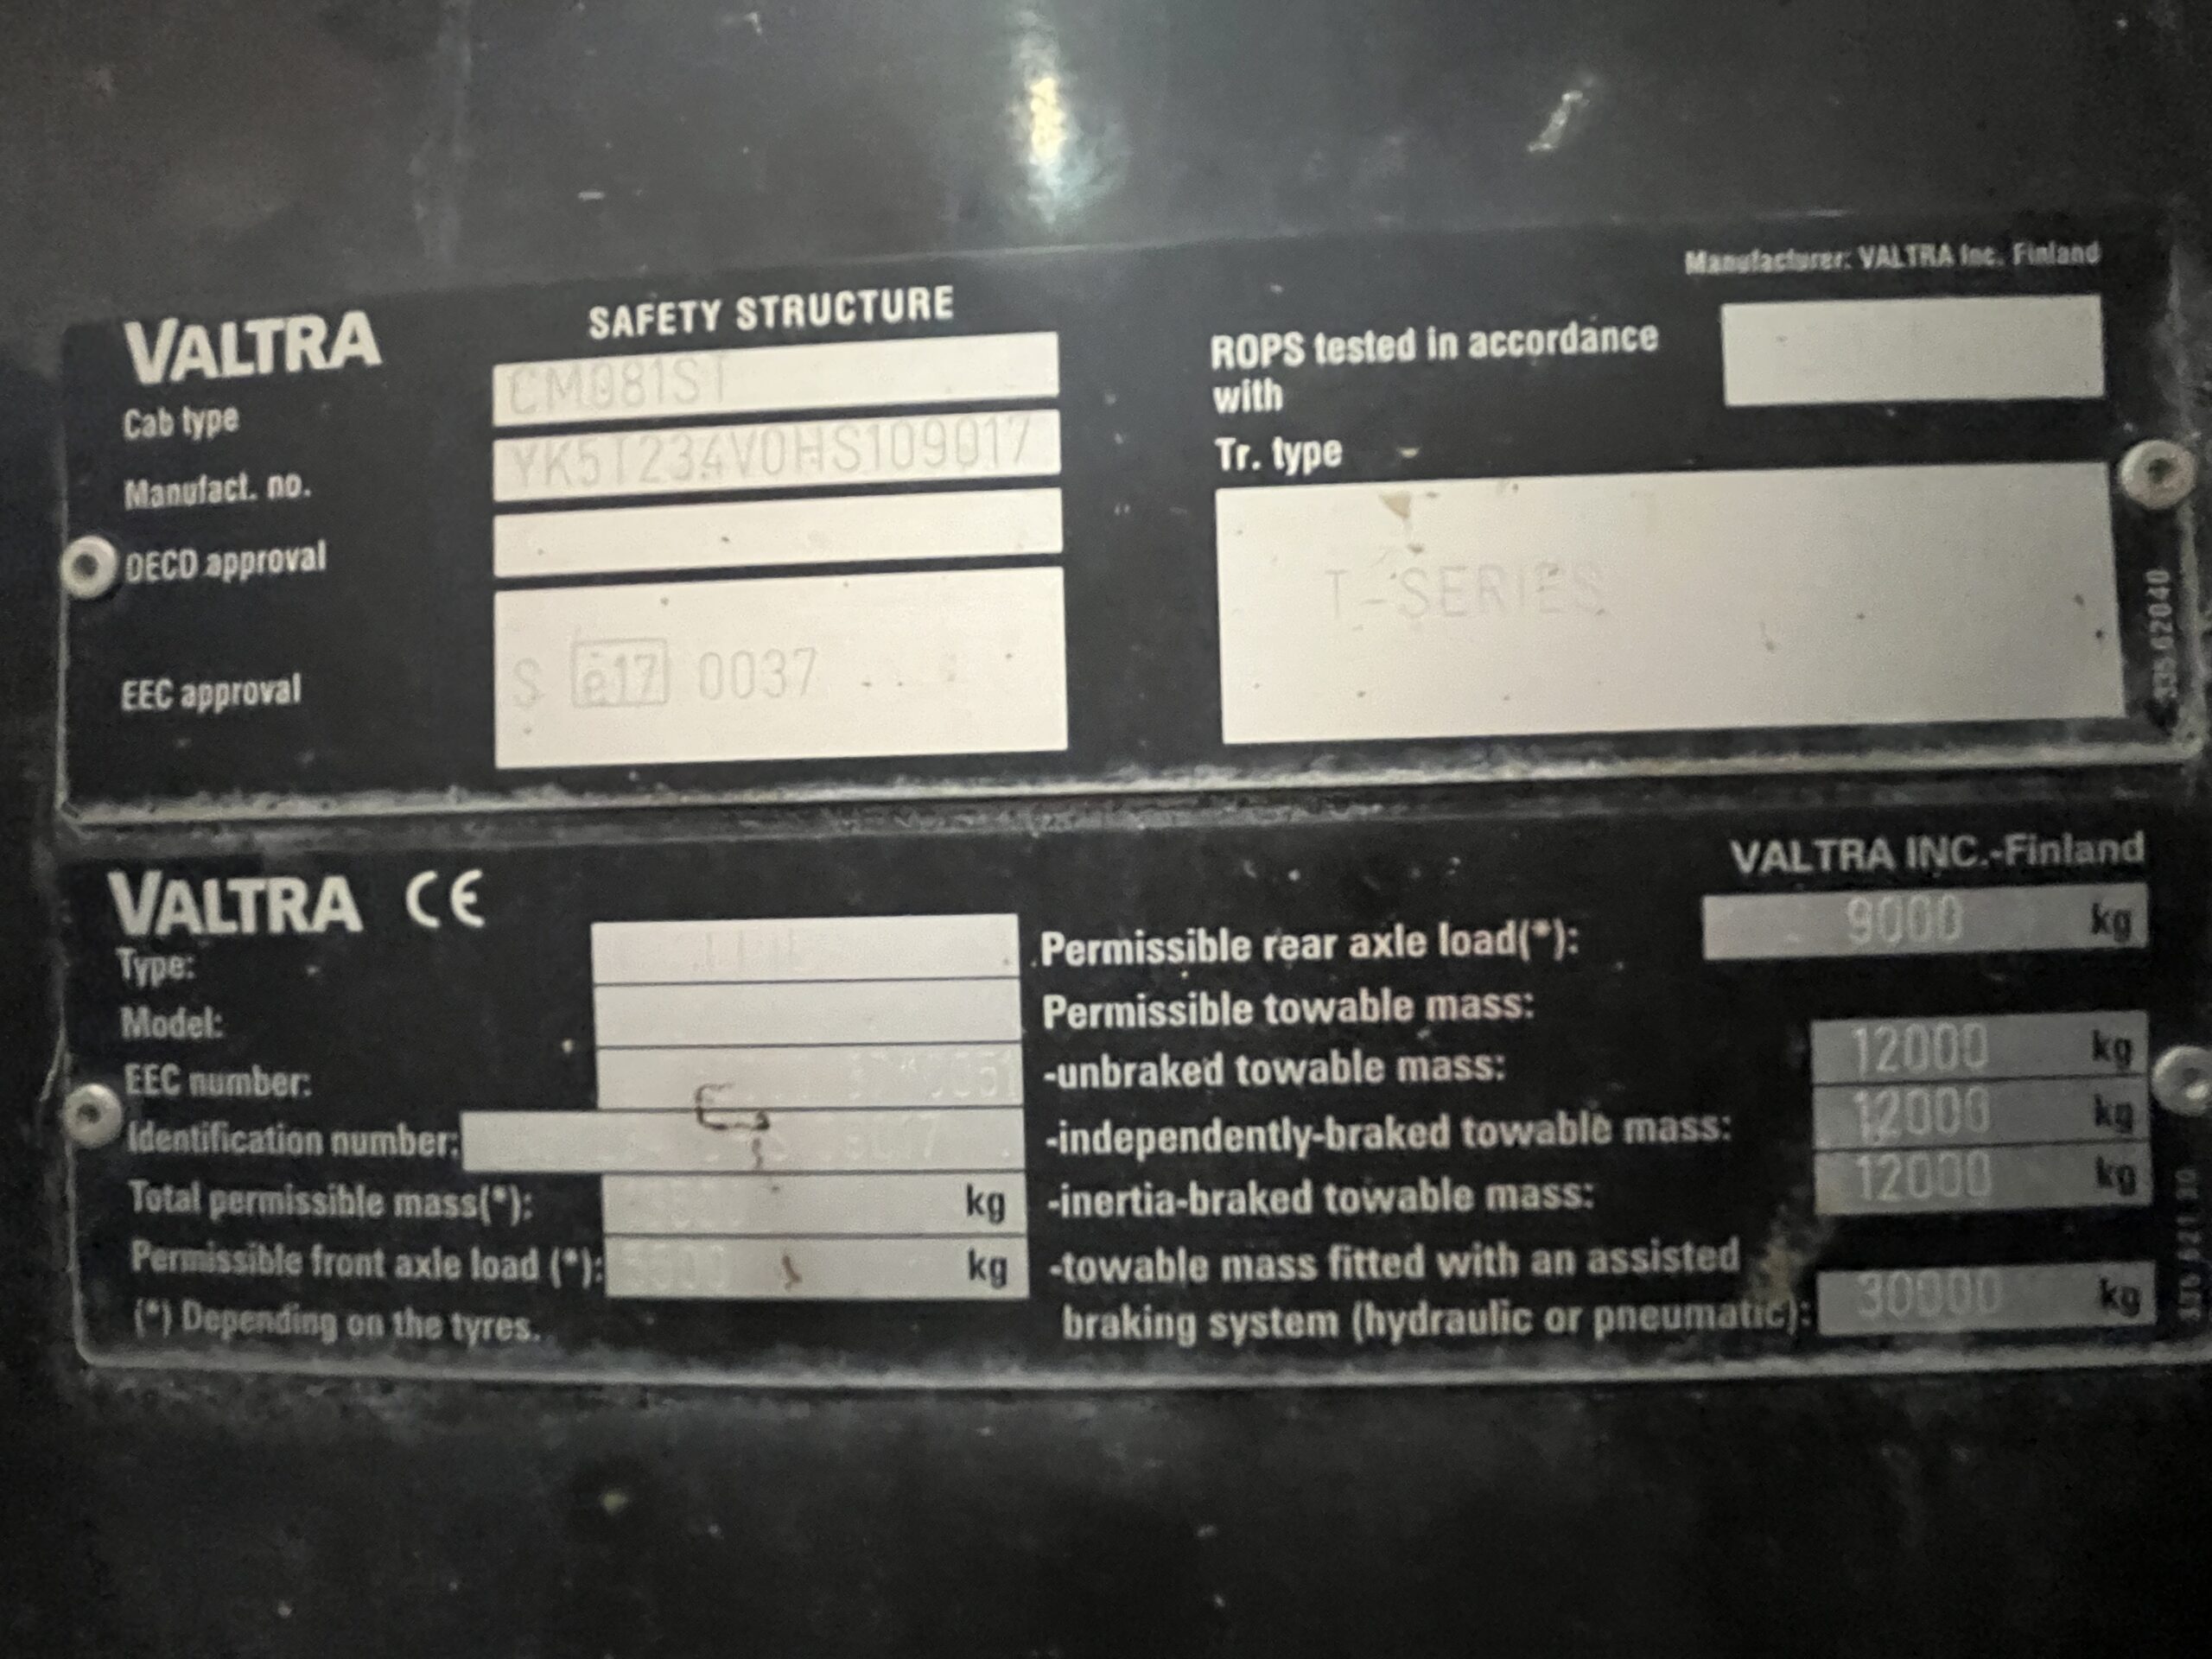 Manufacturer: VALTRA Inc. Finland
VALTRA
SAFETY STRUCTURE
Cab type CM081ST
Manufact. no. YK5T234V0HS109017
OECD approval
EEC approval S e17 0037
ROPS tested in accordance
with
Tr. type
T-SERIES
VALTRA CE
VALTRA INC.-Finland
Type:
Model:
EEC number:
Identification number:
Total permissible mass(*): kg
Permissible front axle load (*): kg
(*) Depending on the tyres.
Permissible rear axle load(*): 9000 kg
Permissible towable mass:
-unbraked towable mass: 12000 kg
-independently-braked towable mass: 12000 kg
-inertia-braked towable mass: 12000 kg
-towable mass fitted with an assisted
braking system (hydraulic or pneumatic): 30000 kg